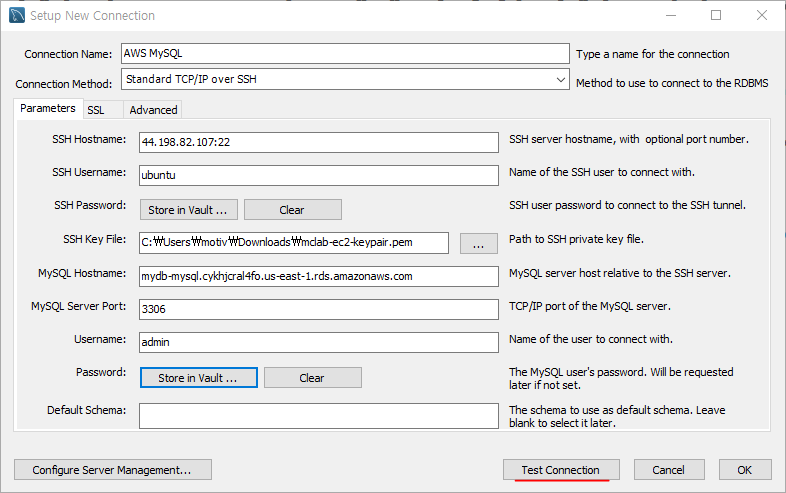 Setup New Connection
Connection Name: AWS MySQL Type a name for the connection
Connection Method: Standard TCP/IP over SSH Method to use to connect to the RDBMS
Parameters SSL Advanced
SSH Hostname: 44.198.82.107:22 SSH server hostname, with optional port number.
SSH Username: ubuntu Name of the SSH user to connect with.
SSH Password: Store in Vault ... Clear SSH user password to connect to the SSH tunnel.
SSH Key File: C:₩Users₩motiv₩Downloads₩mclab-ec2-keypair.pem ... Path to SSH private key file.
MySQL Hostname: mydb-mysql.cykhjcral4fo.us-east-1.rds.amazonaws.com MySQL server host relative to the SSH server.
MySQL Server Port: 3306 TCP/IP port of the MySQL server.
Username: admin Name of the user to connect with.
Password: Store in Vault ... Clear The MySQL user's password. Will be requested
later if not set.
Default Schema: The schema to use as default schema. Leave
blank to select it later.
Configure Server Management... Test Connection Cancel OK